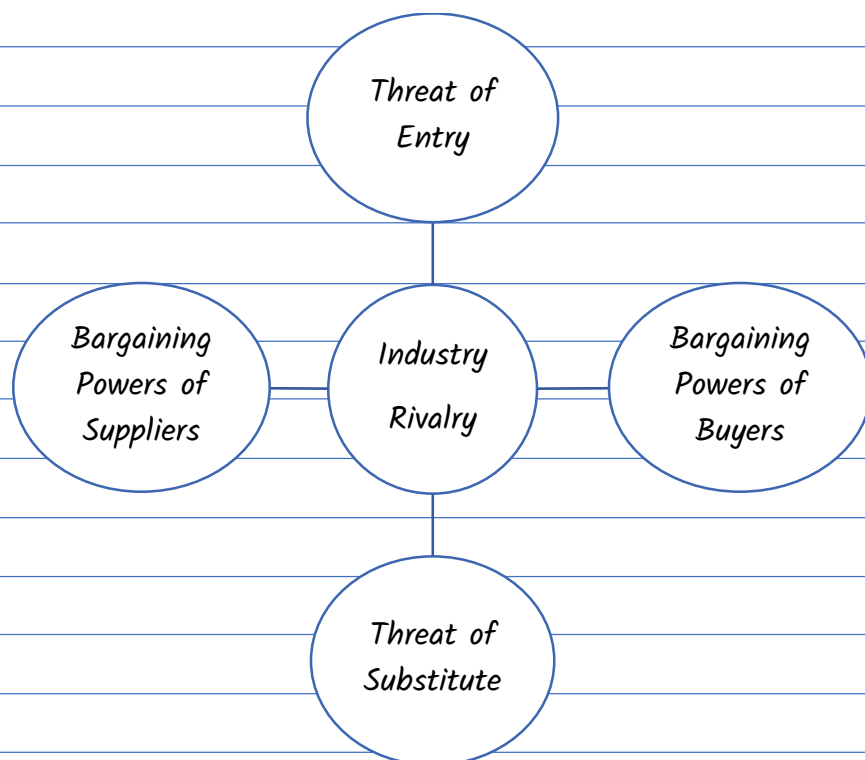 Threat of
Entry
Bargaining
Powers of
Suppliers
Industry
Rivalry
Bargaining
Powers of
Buyers
Threat of
Substitute